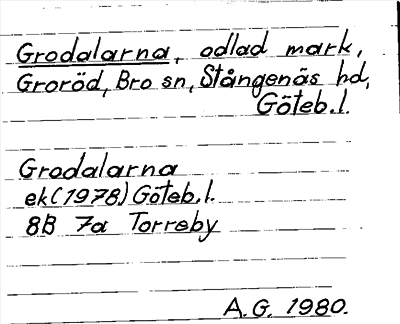 Grodalarna, odlad mark,
Groröd, Bro sn, Stångenäs hd,
Göteb.l.
Grodalarna
ek(1978) Göteb.l.
8B 7a Torreby
A.G. 1980.